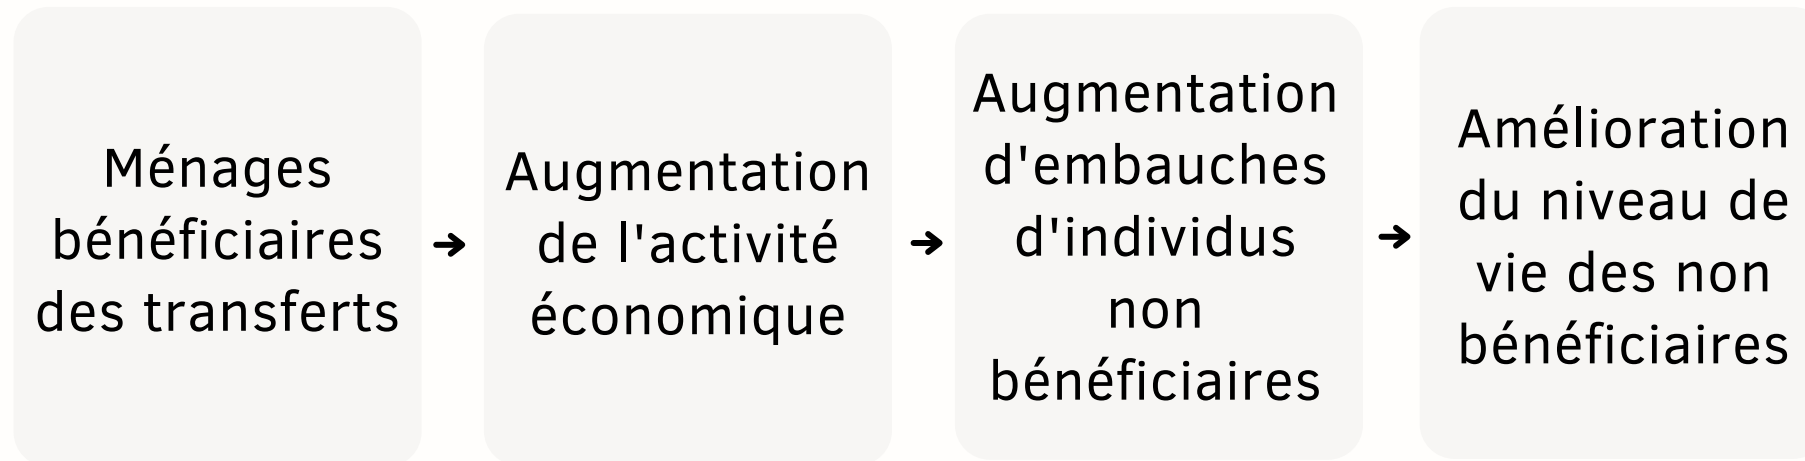 Ménages
bénéficiaires
des transferts
→
Augmentation
de l'activité
économique
→
Augmentation
d'embauches
d'individus
non
bénéficiaires
→
Amélioration
du niveau de
vie des non
bénéficiaires